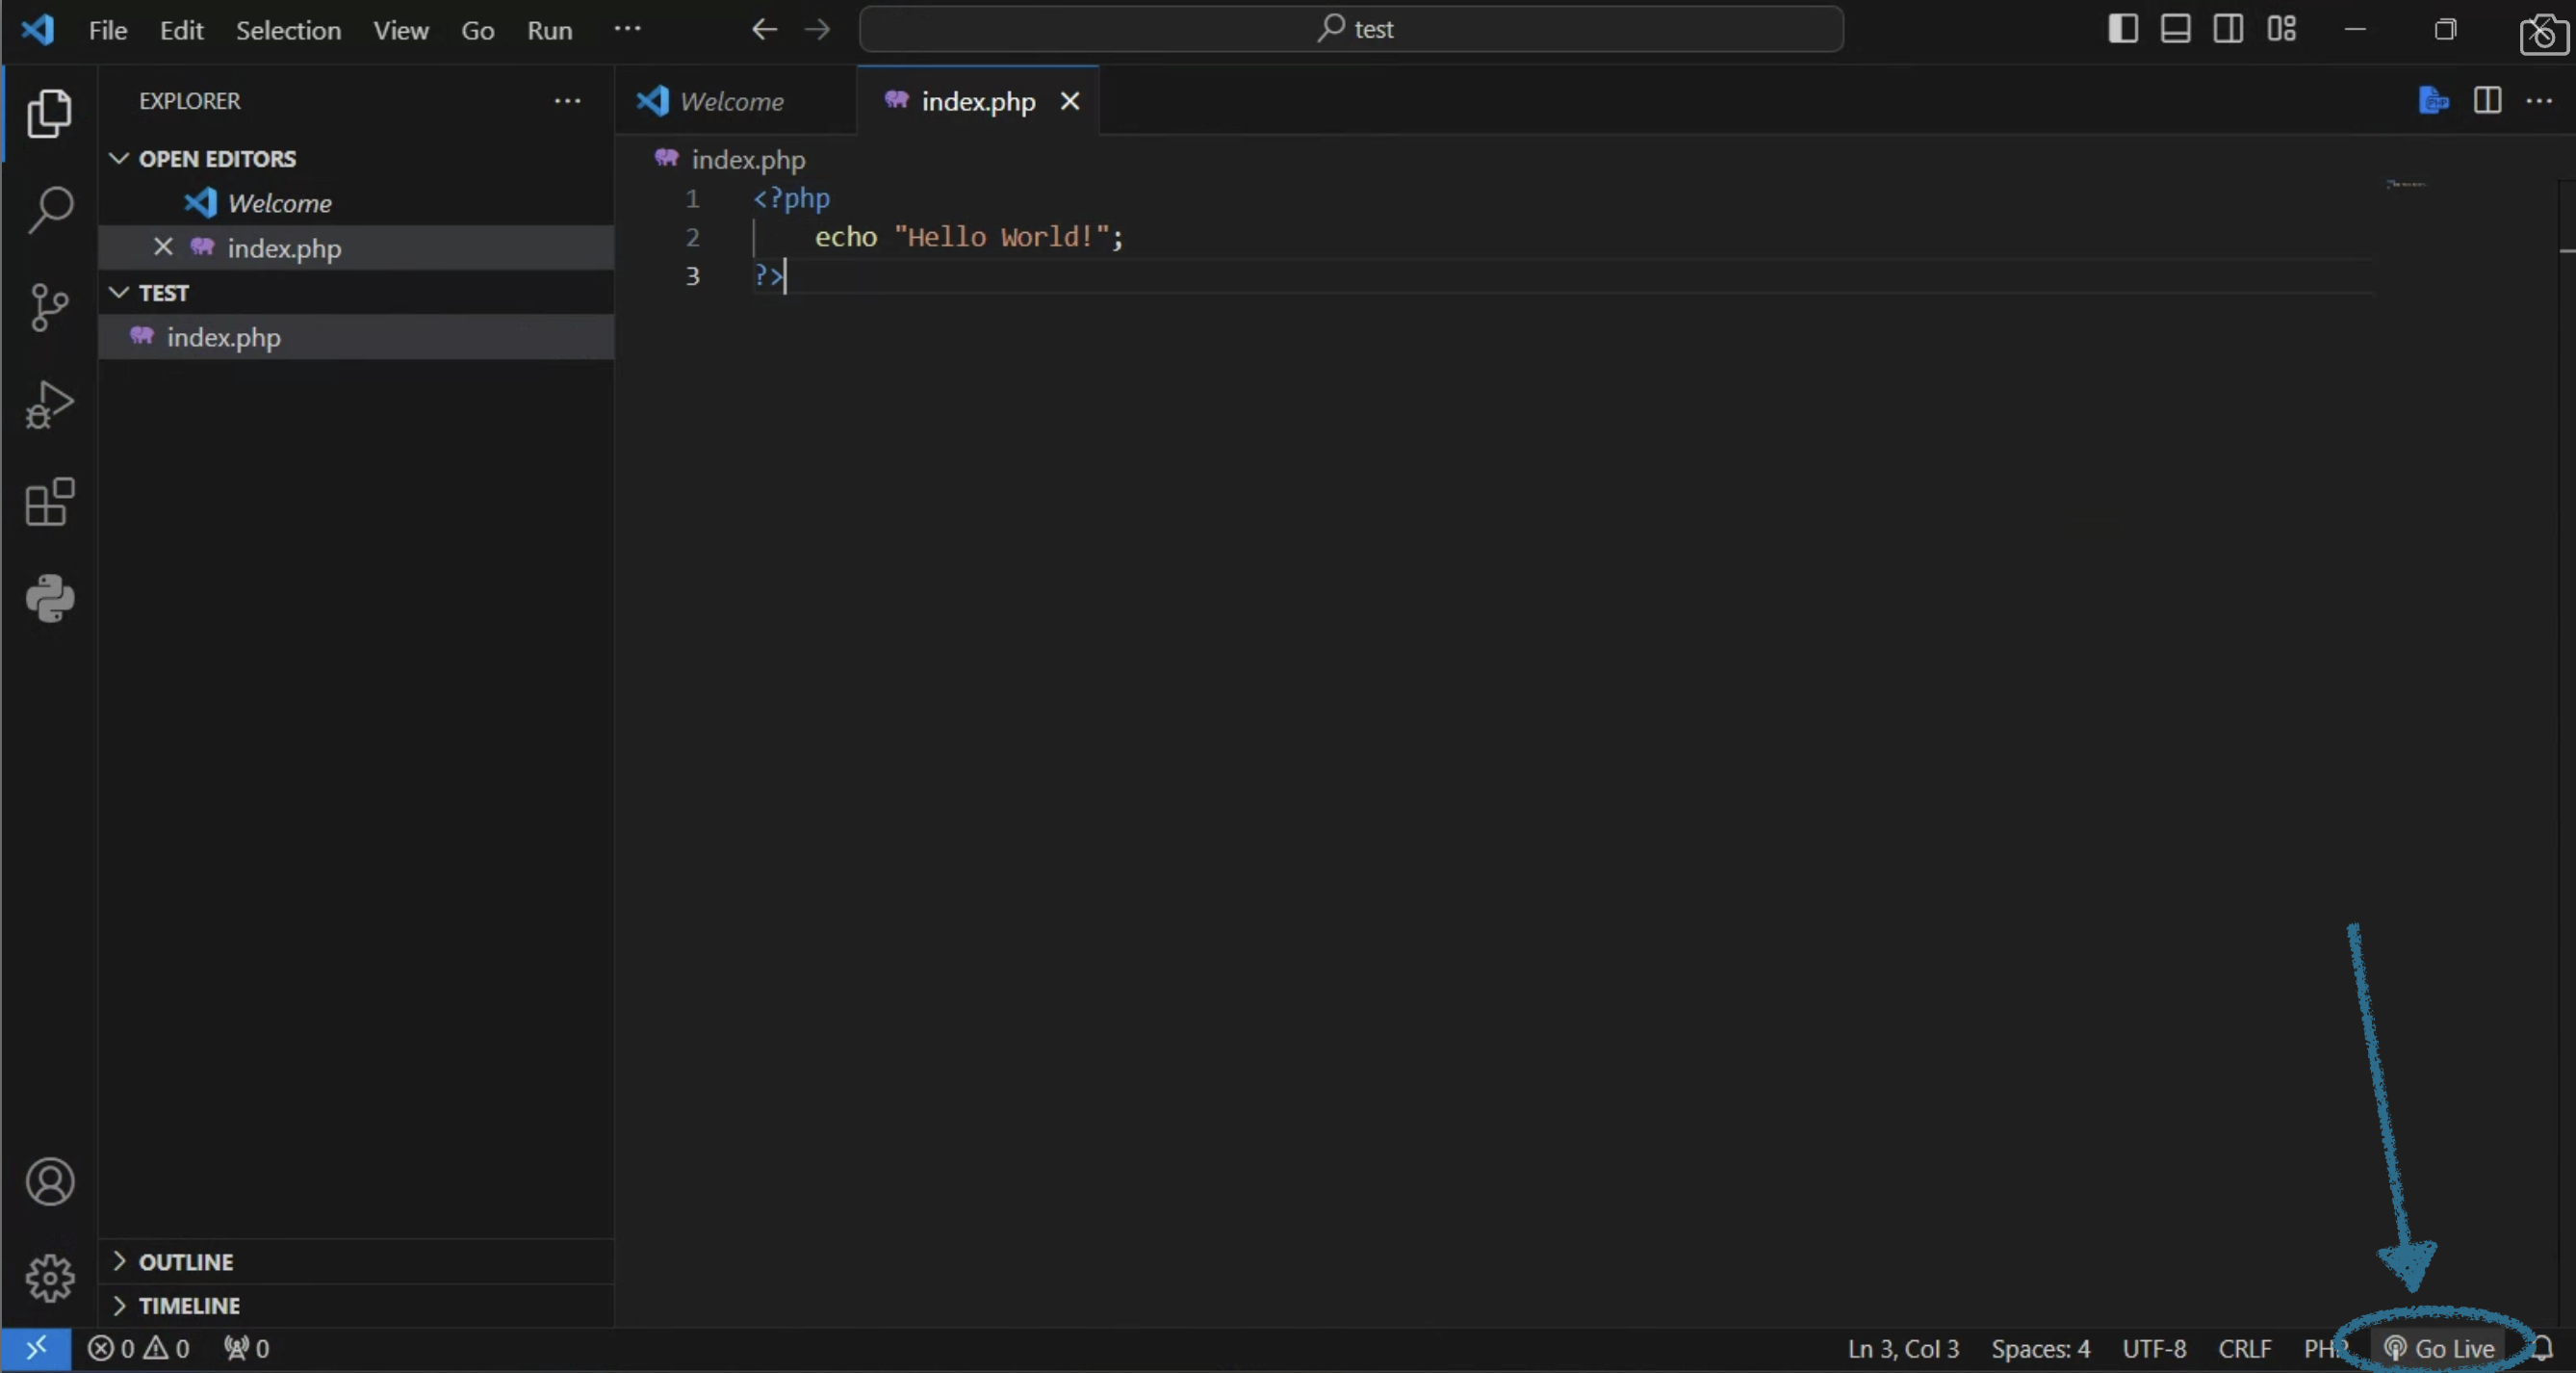 File Edit Selection View Go Run ··· test
EXPLORER ···
OPEN EDITORS
Welcome
index.php
TEST
index.php
OUTLINE
TIMELINE
Welcome index.php
index.php
1 <?php
2 echo "Hello World!";
3 ?>
0 0 0 Ln 3, Col 3 Spaces: 4 UTF-8 CRLF PHP Go Live